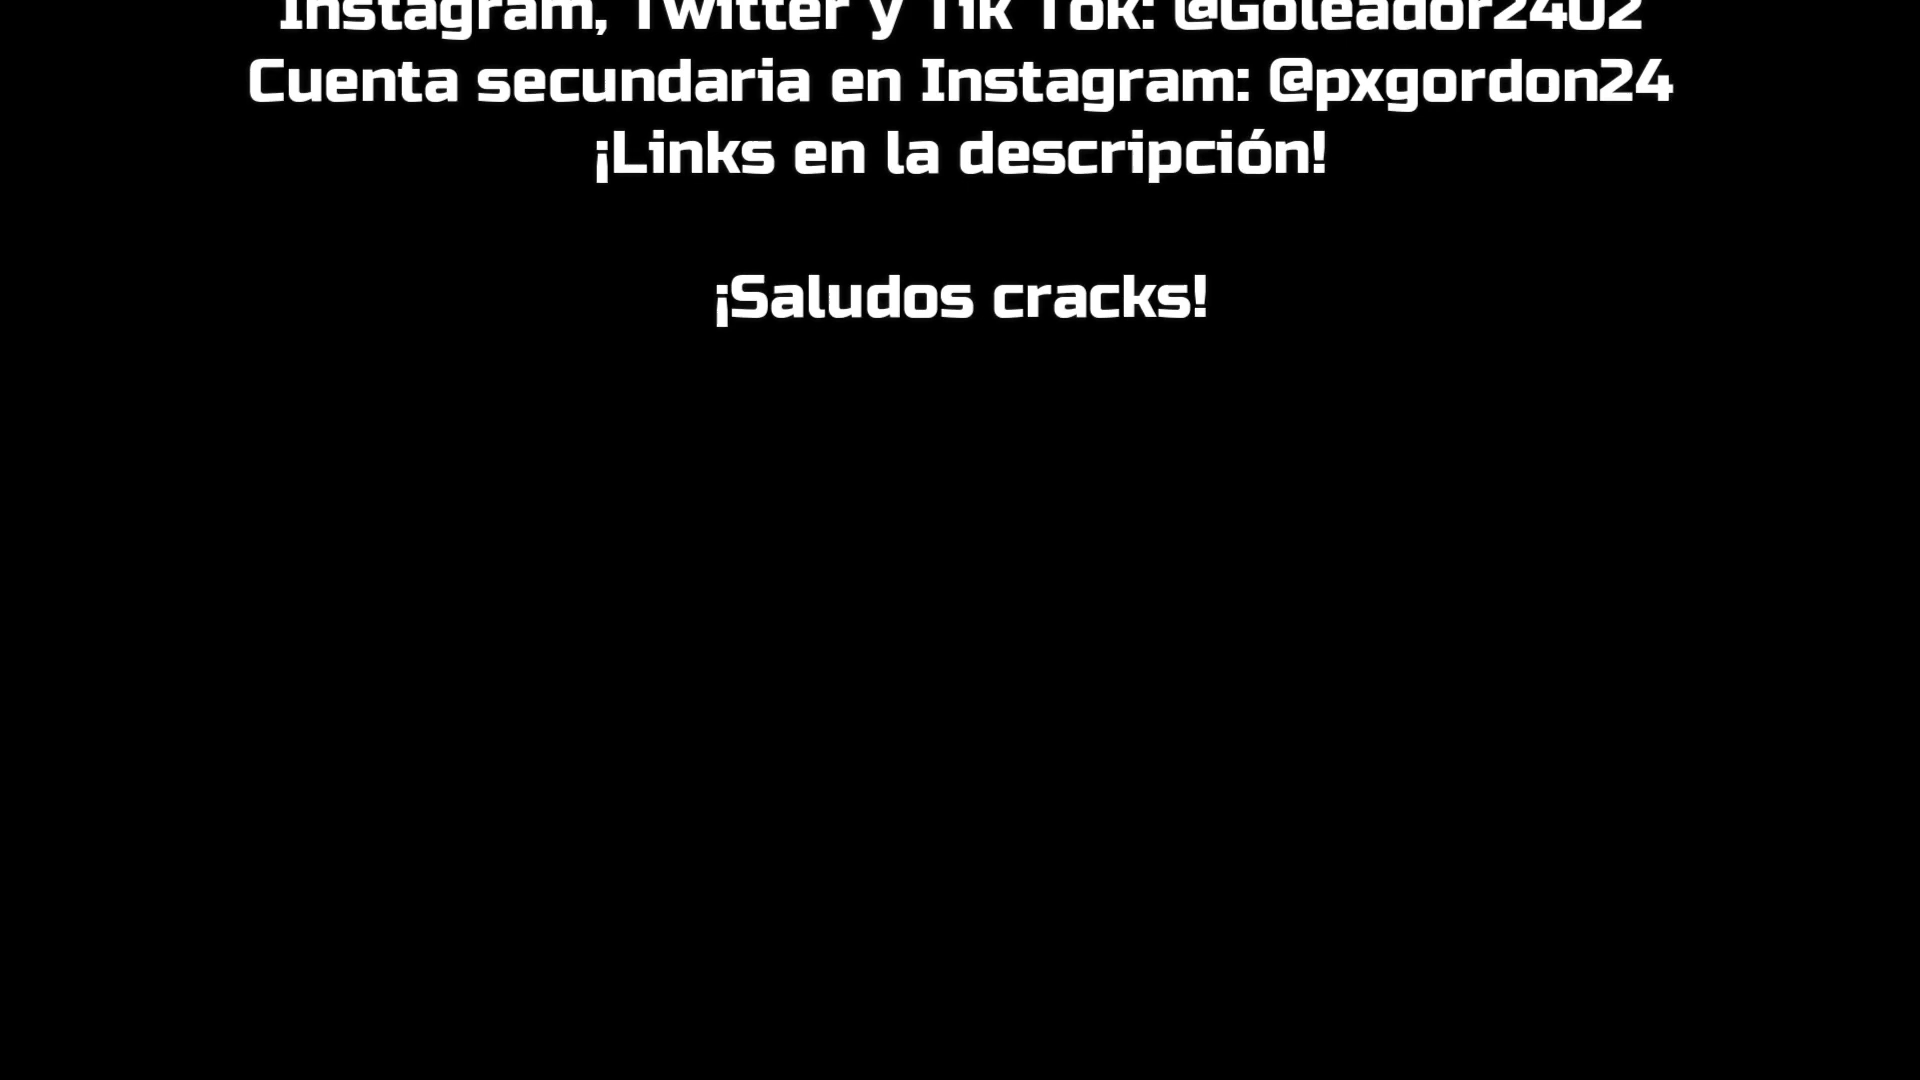 Instagram, Twitter y Tik Tok: @Goleador2402
Cuenta secundaria en Instagram: @pxgordon24
¡Links en la descripción!
¡Saludos cracks!